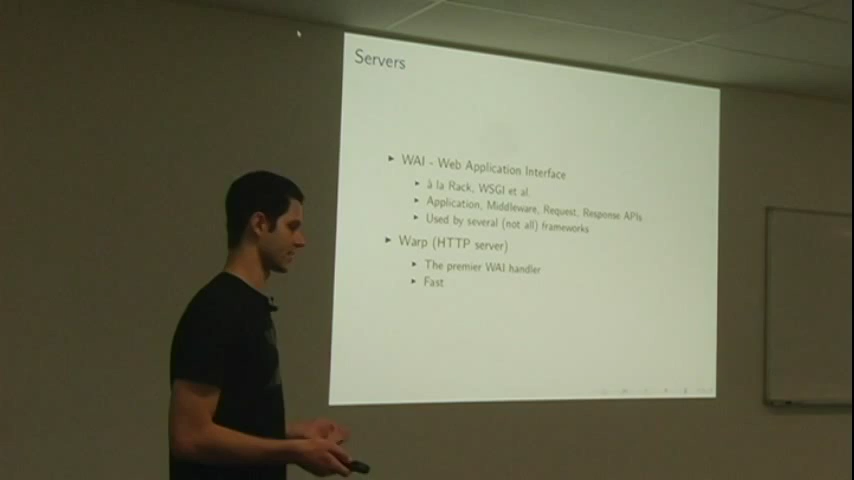 Servers
WAI - Web Application Interface
à la Rack, WSGI et al.
Application, Middleware, Request, Response APIs
Used by several (not all) frameworks
Warp (HTTP server)
The premier WAI handler
Fast